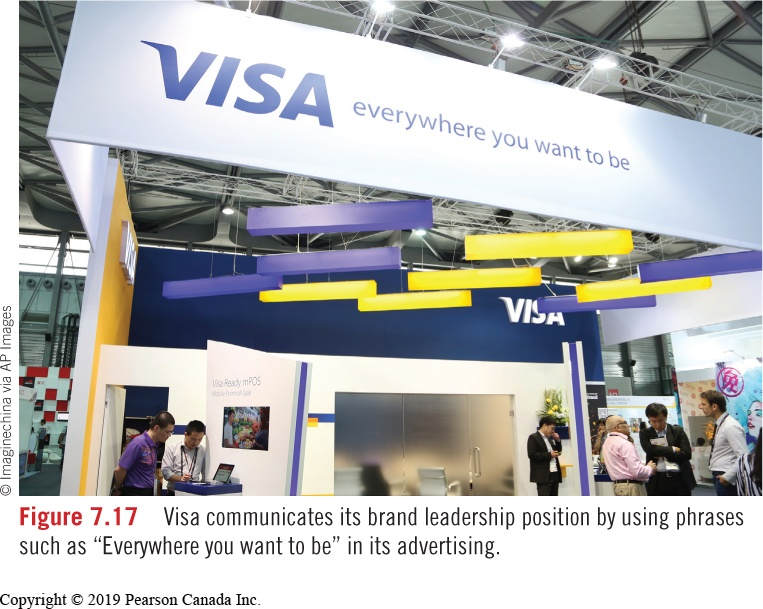 VISA everywhere you want to be
VISA
Visa Ready mPOS
Mobile Point of Sale
© Imaginechina via AP Images
Figure 7.17 Visa communicates its brand leadership position by using phrases
such as “Everywhere you want to be” in its advertising.
Copyright © 2019 Pearson Canada Inc.